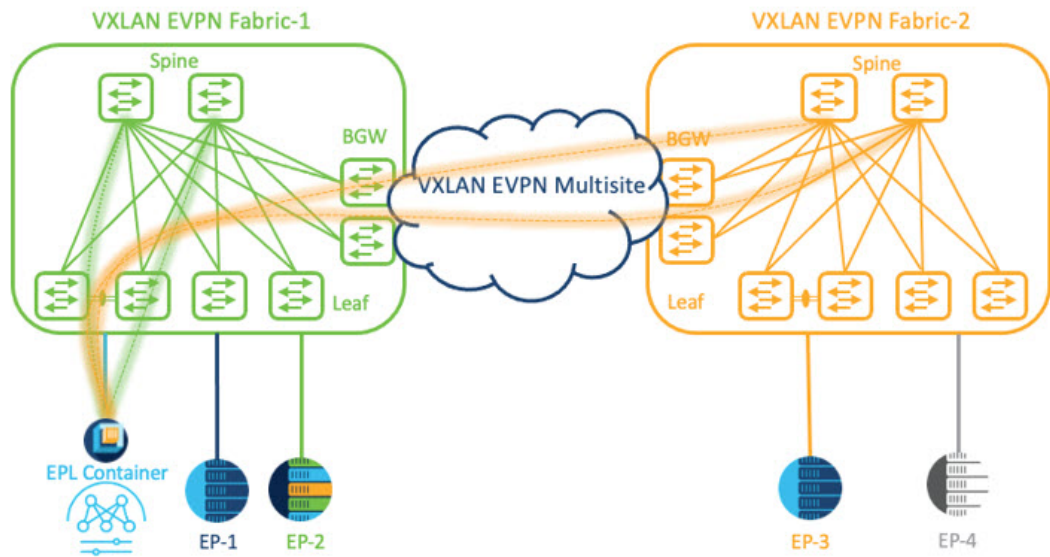 VXLAN EVPN Fabric-1
VXLAN EVPN Fabric-2
Spine
Spine
BGW
BGW
VXLAN EVPN Multisite
Leaf
Leaf
EPL Container
EP-1
EP-2
EP-3
EP-4